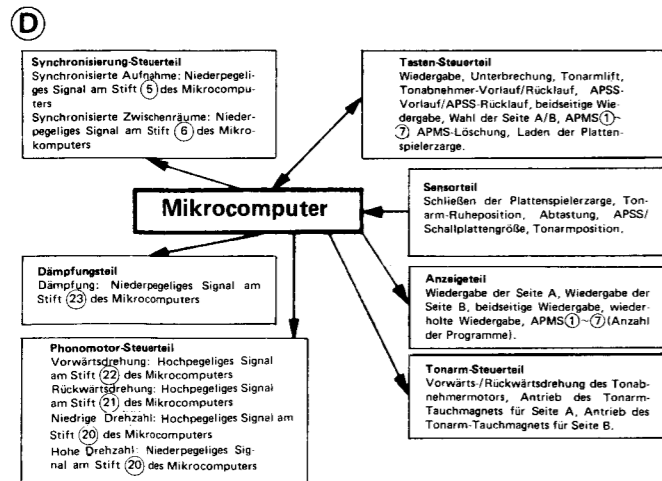 D
Synchronisierung-Steuerteil
Synchronisierte Aufnahme: Niederpegeli-
ges Signal am Stift 5 des Mikrocompu-
ters
Synchronisierte Zwischenräume: Nieder-
pegeliges Signal am Stift 6 des Mikro-
komputers
Tasten-Steuerteil
Wiedergabe, Unterbrechung, Tonarmlift,
Tonabnehmer-Vorlauf/Rücklauf, APSS-
Vorlauf/APSS-Rücklauf, beidseitige Wie-
dergabe, Wahl der Seite A/B, APMS 1~
7 APMS-Löschung, Laden der Platten-
spielerzarge.
Mikrocomputer
Sensorteil
Schließen der Plattenspielerzarge, Ton-
arm-Ruheposition, Abtastung, APSS/
Schallplattengröße, Tonarmposition.
Dämpfungsteil
Dämpfung: Niederpegeliges Signal am
Stift 23 des Mikrocomputers
Anzeigeteil
Wiedergabe der Seite A, Wiedergabe der
Seite B, beidseitige Wiedergabe, wieder-
holte Wiedergabe, APMS 1~7 (Anzahl
der Programme).
Phonomotor-Steuerteil
Vorwärtsdrehung: Hochpegeliges Signal
am Stift 22 des Mikrocomputers
Rückwärtsdrehung: Hochpegeliges Signal
am Stift 21 des Mikrocomputers
Niedrige Drehzahl: Hochpegeliges Signal am
Stift 20 des Mikrocomputers
Hohe Drehzahl: Niederpegeliges Sig-
nal am Stift 20 des Mikrocomputers
Tonarm-Steuerteil
Vorwärts-/Rückwärtsdrehung des Tonab-
nehmermotors, Antrieb des Tonarm-
Tauchmagnets für Seite A, Antrieb des
Tonarm-Tauchmagnets für Seite B.